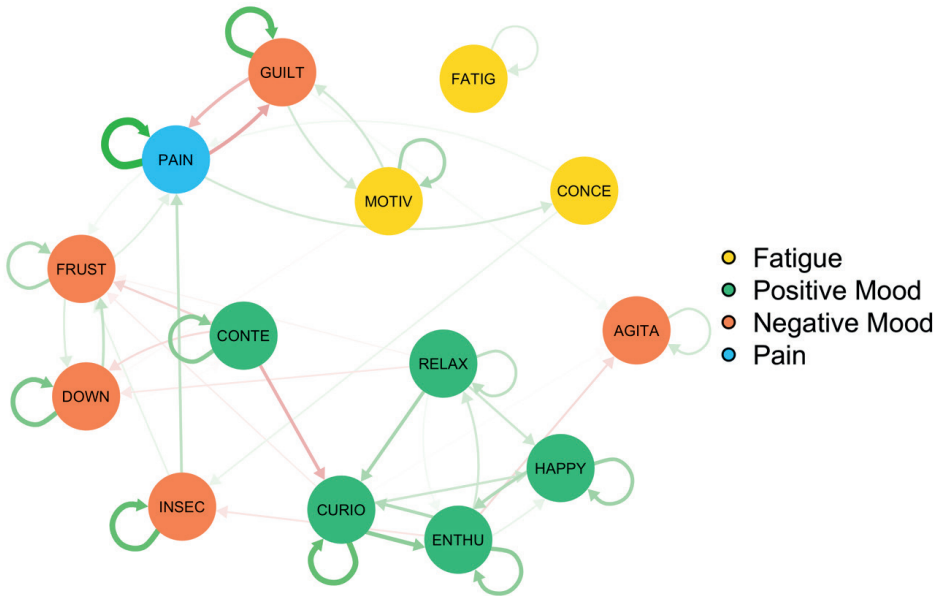 GUILT
FATIG
PAIN
MOTIV
CONCE
FRUST
CONTE
AGITA
RELAX
DOWN
HAPPY
INSEC
CURIO
ENTHU
Fatigue
Positive Mood
Negative Mood
Pain